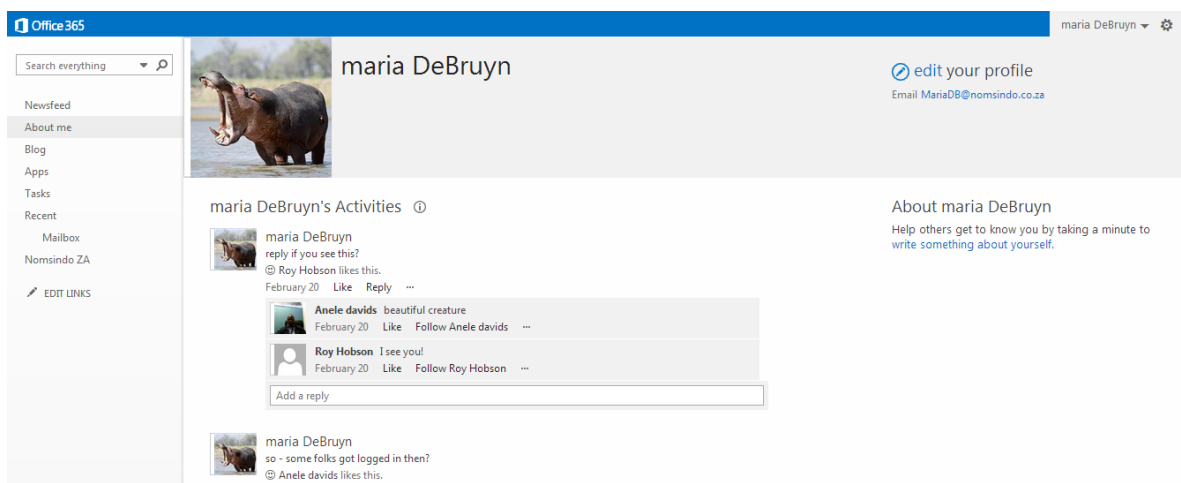 Office 365
maria DeBruyn
Search everything
Newsfeed
About me
Blog
Apps
Tasks
Recent
Mailbox
Nomsindo ZA
EDIT LINKS
maria DeBruyn
edit your profile
Email MariaDB@nomsindo.co.za
maria DeBruyn's Activities
maria DeBruyn
reply if you see this?
Roy Hobson likes this.
February 20 Like Reply ...
Anele davids beautiful creature
February 20 Like Follow Anele davids ...
Roy Hobson I see you!
February 20 Like Follow Roy Hobson ...
Add a reply
maria DeBruyn
so - some folks got logged in then?
Anele davids likes this.
About maria DeBruyn
Help others get to know you by taking a minute to
write something about yourself.